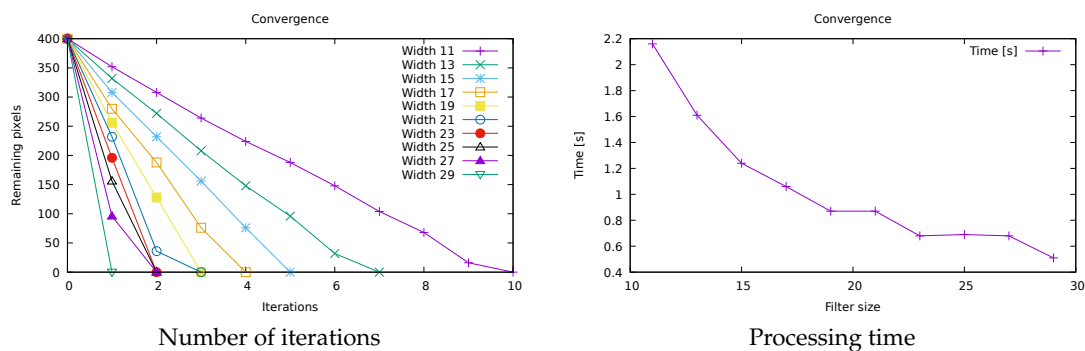 Convergence
400
350
300
250
200
150
100
50
0
Remaining pixels
Width 11
Width 13
Width 15
Width 17
Width 19
Width 21
Width 23
Width 25
Width 27
Width 29
0 2 4 6 8 10
Iterations
Number of iterations
Convergence
2.2
2
1.8
1.6
1.4
1.2
1
0.8
0.6
0.4
Time [s]
Time [s]
10 15 20 25 30
Filter size
Processing time